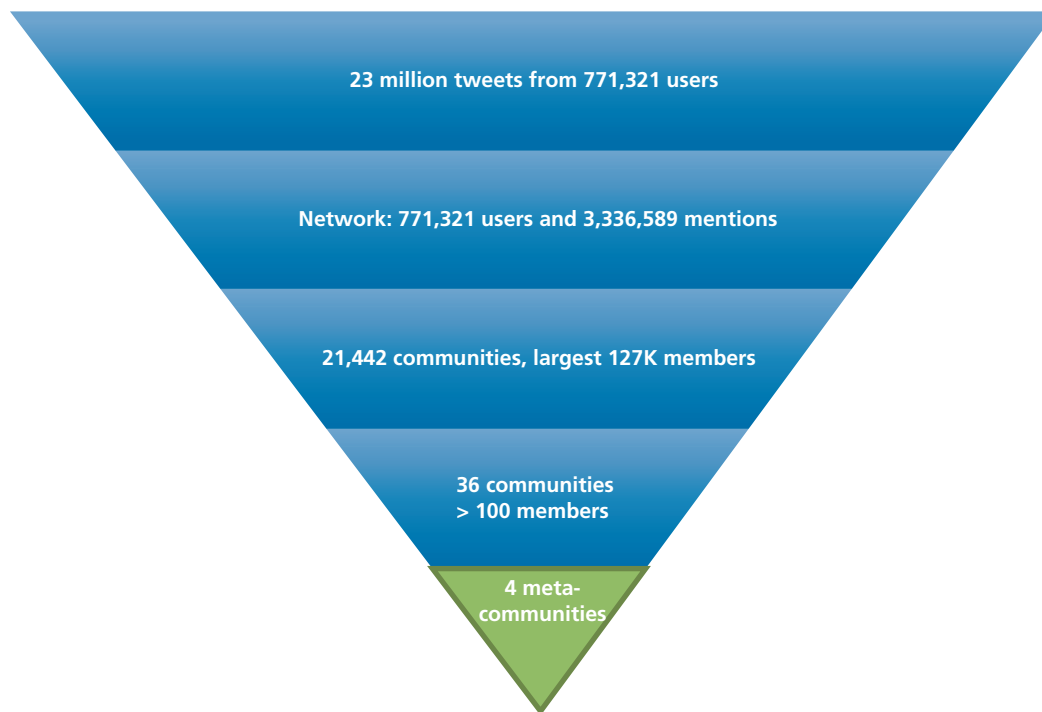 23 million tweets from 771,321 users
Network: 771,321 users and 3,336,589 mentions
21,442 communities, largest 127K members
36 communities
> 100 members
4 meta-
communities